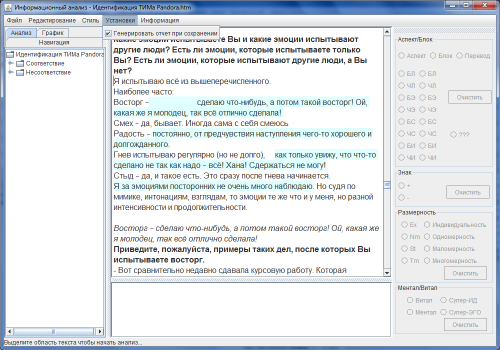 Информационный анализ - Идентификация ТИМа Pandora.htm
Файл Редактирование Стиль Установки Информация
Анализ График
Навигация
Идентификация ТИМа Pandora
Соответствие
Несоответствие
Генерировать отчет при сохранении
Какие эмоции испытываете Вы и какие эмоции испытывают
другие люди? Есть ли эмоции, которые испытываете только
Вы? Есть ли эмоции, которые испытывают другие люди, а Вы
нет?
Я испытываю всё из вышеперечисленного.
Наиболее часто:
Восторг – сделаю что-нибудь, а потом такой восторг! Ой,
какая же я молодец, так всё отлично сделала!
Смех – да, бывает. Иногда сама с себя смеюсь.
Радость – постоянно, от предчувствия наступления чего-то хорошего и
долгожданного.
Гнев испытываю регулярно (но не долго), как только увижу, что что-то
сделано не так как надо – всё! Хана! Сдержаться не могу!
Стыд – да, и такое есть. Это сразу после гнева начинается.
Я за эмоциями посторонних не очень много наблюдаю. Но судя по
мимике, интонациям, взглядам, то эмоции те же что и у меня, но разной
интенсивности и продолжительности.
Восторг – сделаю что-нибудь, а потом такой восторг! Ой, какая же
я молодец, так всё отлично сделала!
Приведите, пожалуйста, примеры таких дел, после которых Вы
испытываете восторг.
- Вот сравнительно недавно сдавала курсовую работу. Которая
Аспект/Блок
Аспект Блок Перевод
БЛ БЛ
ЧЛ ЧЛ
БЭ БЭ Очистить
ЧЭ ЧЭ
БС БС
ЧС ЧС ???
БИ БИ
ЧИ ЧИ
Знак
+
- Очистить
Размерность
Ex Индивидуальность
Nm Одномерность
St Маломерность
Tm Многомерность
Очистить
Ментал/Витал
Витал Супер-ИД
Ментал Супер-ЭГО
Очистить
Выделите область текста чтобы начать анализ...